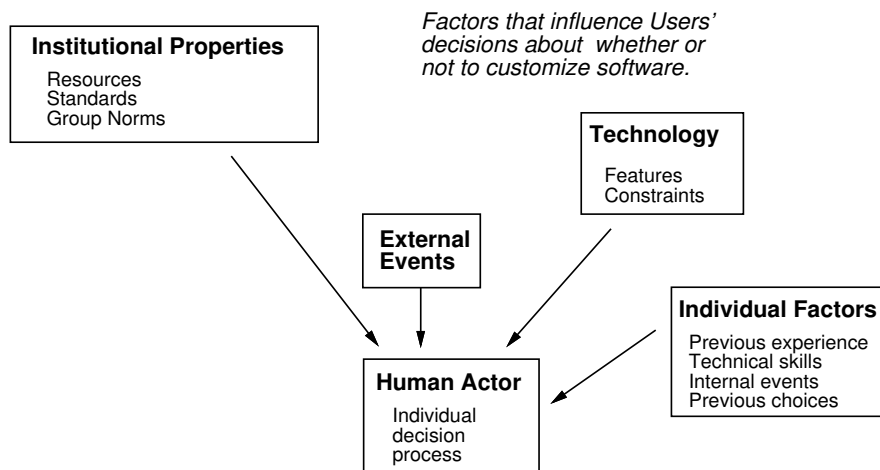 Factors that influence Users’
decisions about whether or
not to customize software.
Institutional Properties
Resources
Standards
Group Norms
Technology
Features
Constraints
External
Events
Individual Factors
Previous experience
Technical skills
Internal events
Previous choices
Human Actor
Individual
decision
process